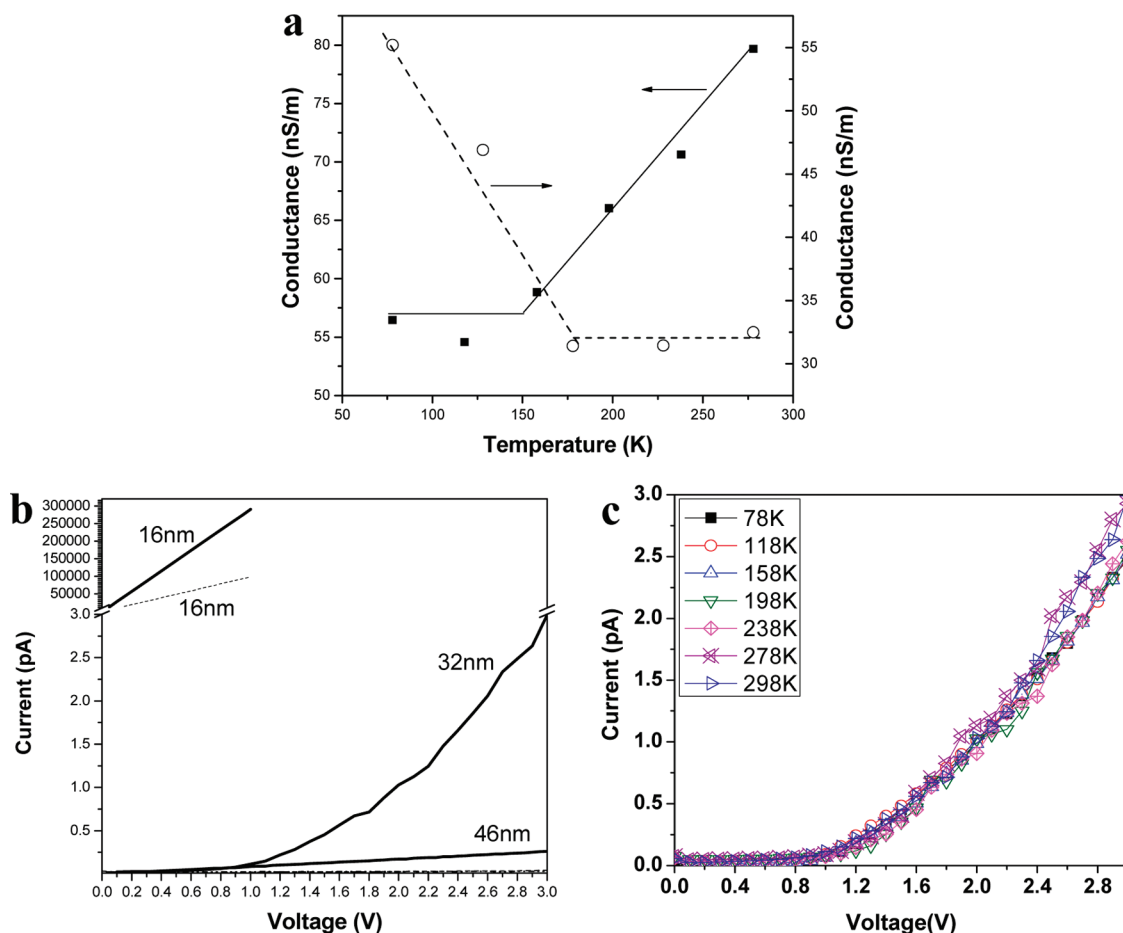 a
80
75
70
65
60
55
50
Conductance (nS/m)
55
50
45
40
35
30
Conductance (nS/m)
50 100 150 200 250 300
Temperature (K)
b
300000
250000
200000
150000
100000
50000
3.0
2.5
2.0
1.5
1.0
0.5
Current (pA)
16nm
16nm
32nm
46nm
0.0 0.2 0.4 0.6 0.8 1.0 1.2 1.4 1.6 1.8 2.0 2.2 2.4 2.6 2.8 3.0
Voltage (V)
c
3.0
2.5
2.0
1.5
1.0
0.5
0.0
Current (pA)
78K
118K
158K
198K
238K
278K
298K
0.0 0.4 0.8 1.2 1.6 2.0 2.4 2.8
Voltage(V)